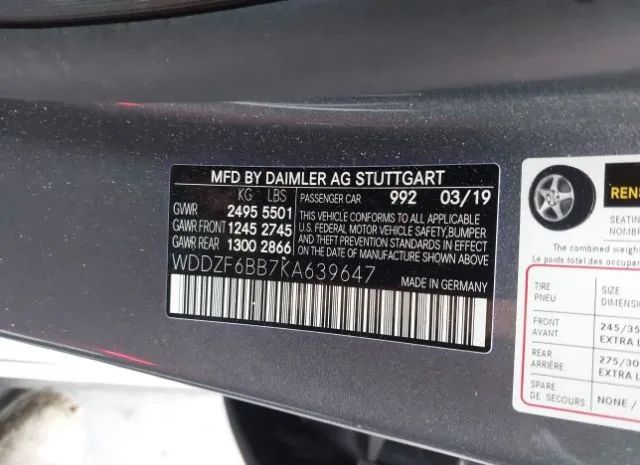 MFD BY DAIMLER AG STUTTGART
KG LBS
GVWR 2495 5501
GAWR FRONT 1245 2745
GAWR REAR 1300 2866
PASSENGER CAR 992 03/19
THIS VEHICLE CONFORMS TO ALL APPLICABLE
U.S. FEDERAL MOTOR VEHICLE SAFETY,BUMPER
AND THEFT PREVENTION STANDARDS IN EFFECT
ON THE DATE OF MANUFACTURE SHOWN ABOVE.
WDDZF6BB7KA639647
MADE IN GERMANY
SEATIN
NOMBR
The combined weigh
Le poids total des occupan
TIRE SIZE
PNEU DIMENSI
FRONT 245/35
AVANT EXTRA L
REAR 275/30
ARRIÈRE EXTRA L
SPARE
DE SECOURS NONE /